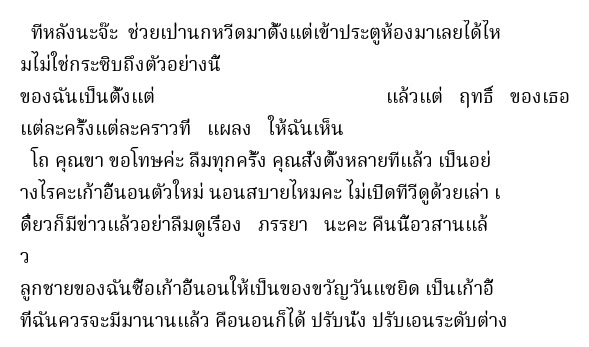 ทีหลังนะจ๊ะ ช่วยเปานกหวีดมาตั้งแต่เข้าประตูห้องมาเลยได้ไห
มไม่ใช่กระซิบถึงตัวอย่างนี้
ของฉันเป็นตั้งแต่ แล้วแต่ ฤทธิ์ ของเธอ
แต่ละครั้งแต่ละคราวที่ แผลง ให้ฉันเห็น
โถ คุณขา ขอโทษค่ะ ลืมทุกครั้ง คุณสั่งตั้งหลายทีแล้ว เป็นอย่
างไรคะเก้าอี้นอนตัวใหม่ นอนสบายไหมคะ ไม่เปิดทีวีดูด้วยเล่า เ
ดี๋ยวก็มีข่าวแล้วอย่าลืมดูเรื่อง ภรรยา นะคะ คืนนี้อวสานแล้
ว
ลูกชายของฉันซื้อเก้าอี้นอนให้เป็นของขวัญวันแซยิด เป็นเก้าอี้
ที่ฉันควรจะมีมานานแล้ว คือนอนก็ได้ ปรับนั่ง ปรับเอนระดับต่าง